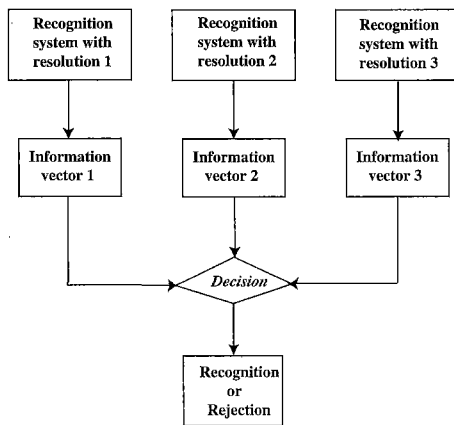 Recognition
system with
resolution 1
Recognition
system with
resolution 2
Recognition
system with
resolution 3
Information
vector 1
Information
vector 2
Information
vector 3
Decision
Recognition
or
Rejection